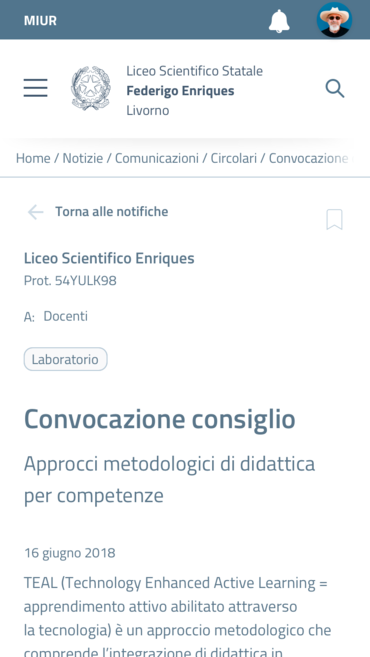 MIUR
Liceo Scientifico Statale
Federigo Enriques
Livorno
Home / Notizie / Comunicazioni / Circolari / Convocazione
Torna alle notifiche
Liceo Scientifico Enriques
Prot. 54YULK98
A: Docenti
Laboratorio
Convocazione consiglio
Approcci metodologici di didattica
per competenze
16 giugno 2018
TEAL (Technology Enhanced Active Learning =
apprendimento attivo abilitato attraverso
la tecnologia) è un approccio metodologico che
comprende l’integrazione di didattica in